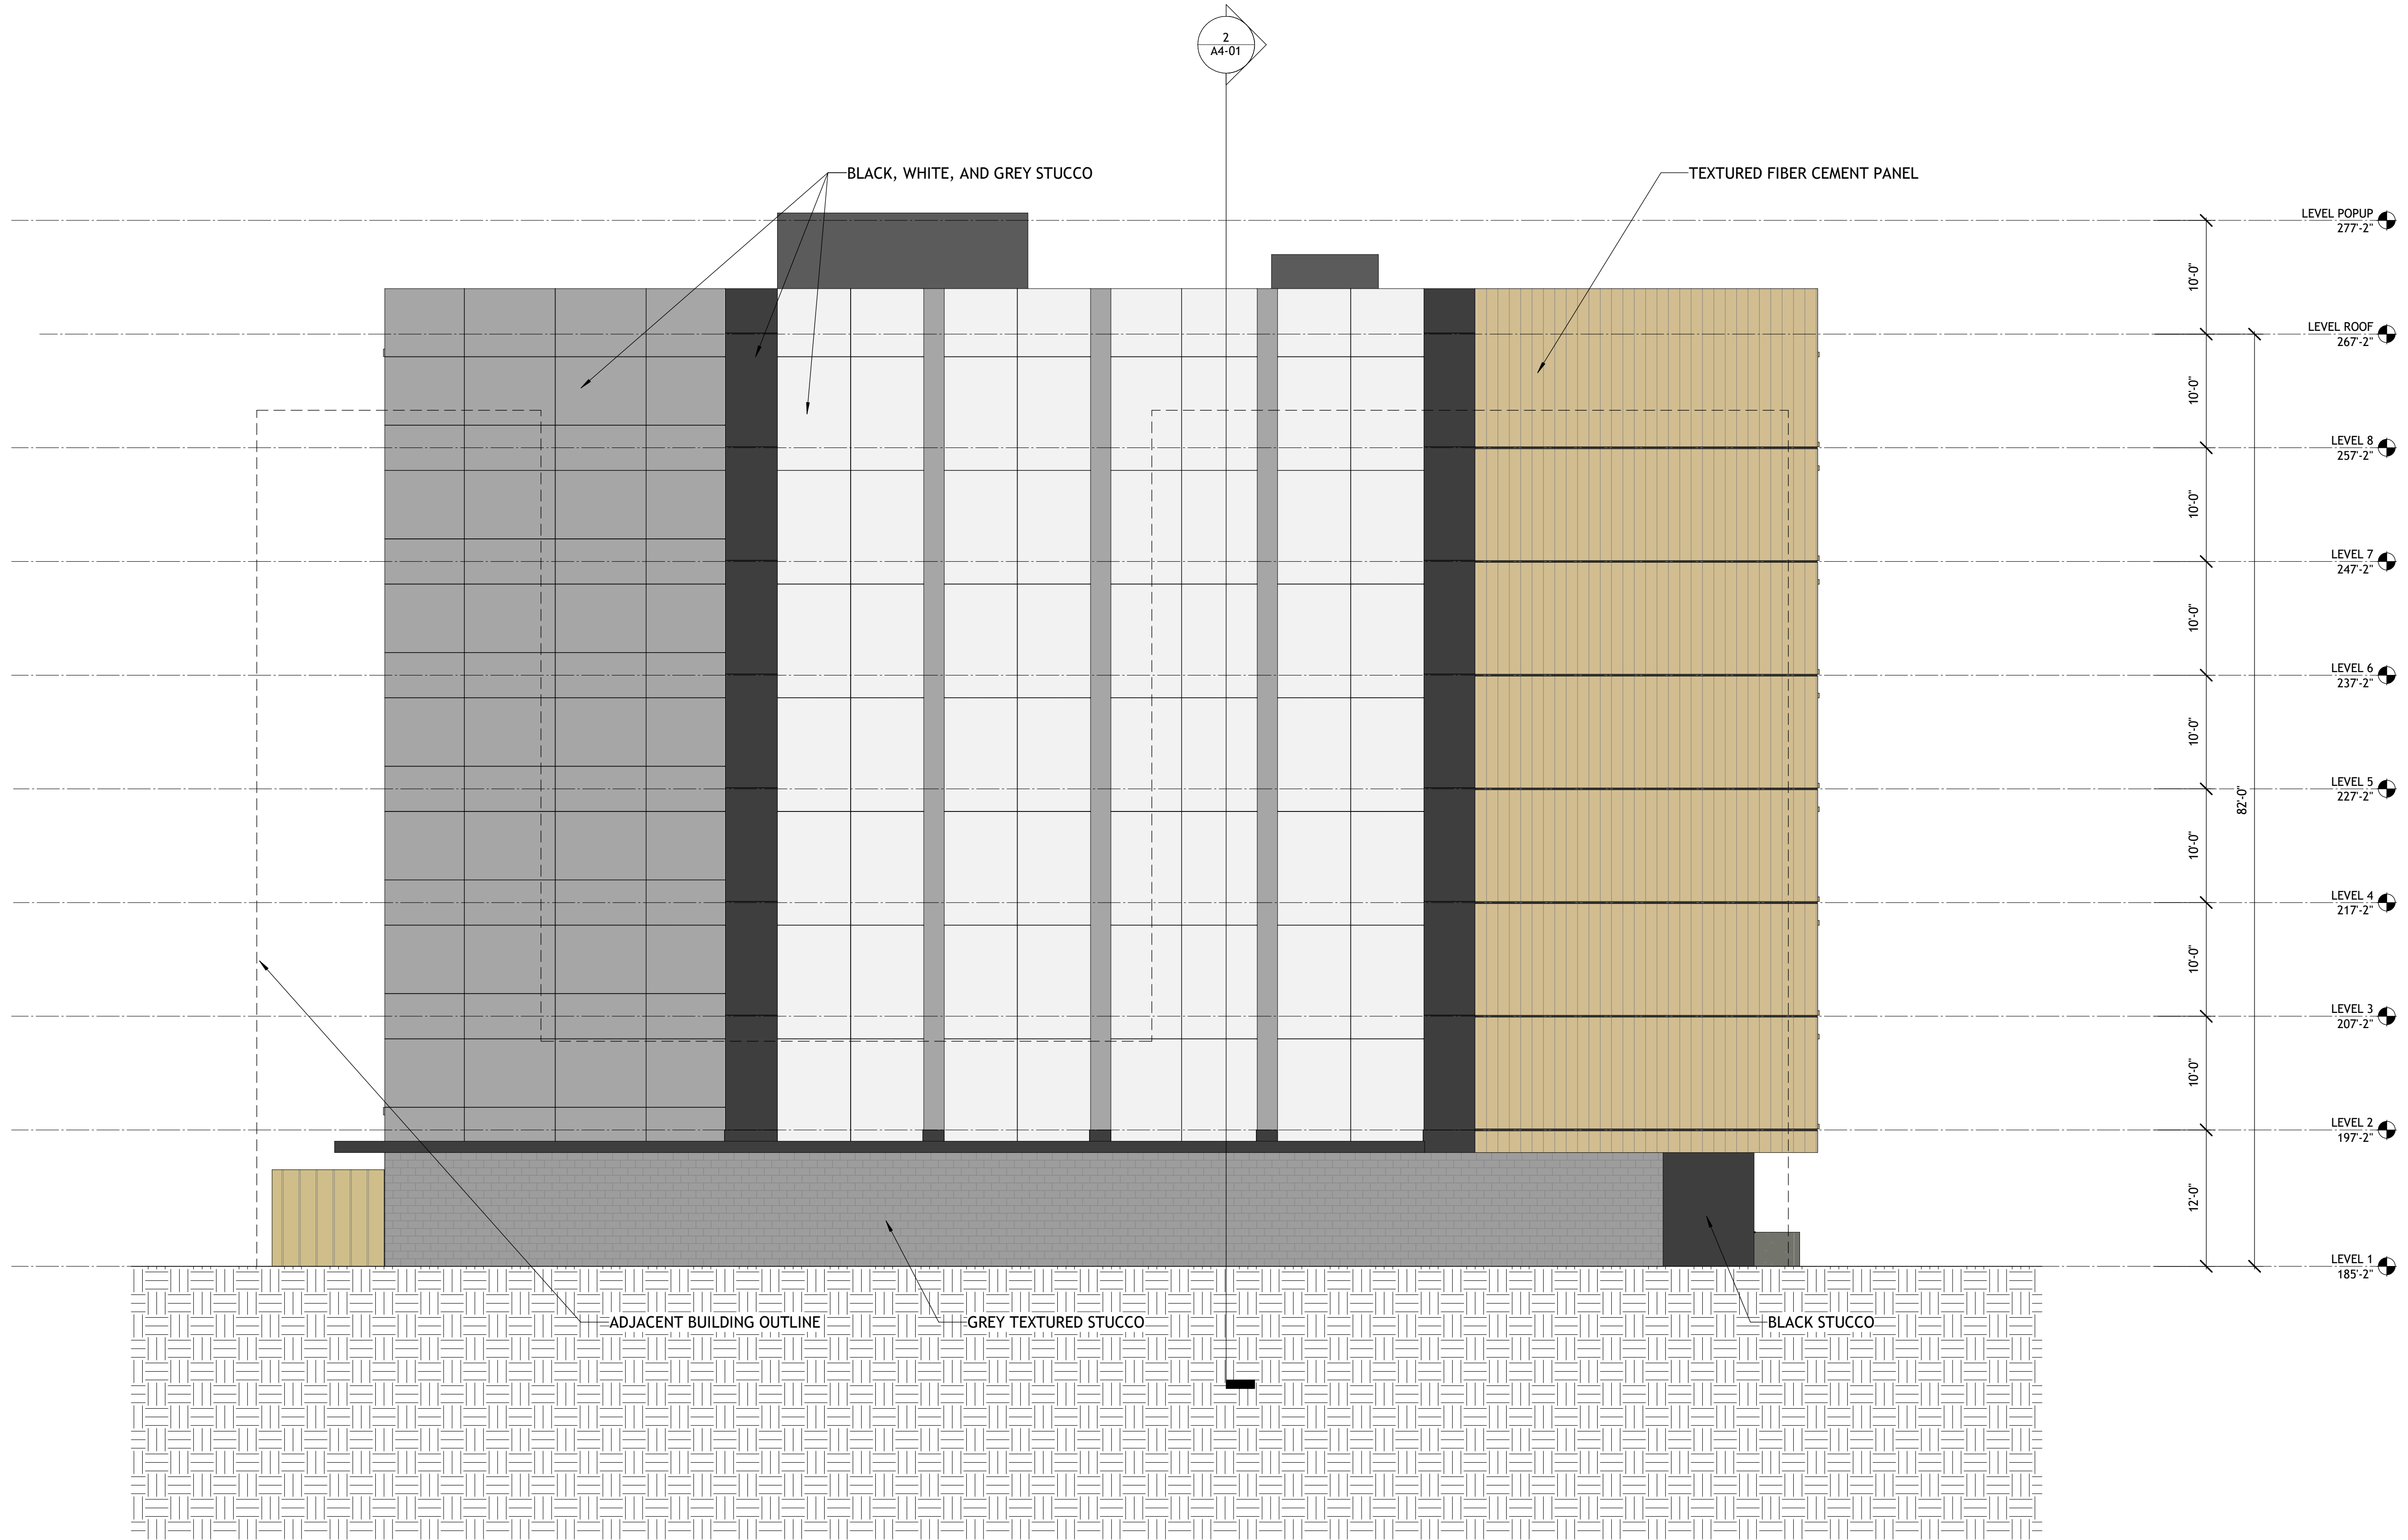 2
A4-01
BLACK, WHITE, AND GREY STUCCO
TEXTURED FIBER CEMENT PANEL
LEVEL POPUP
277'-2"
10'-0"
LEVEL ROOF
267'-2"
10'-0"
LEVEL 8
257'-2"
10'-0"
LEVEL 7
247'-2"
10'-0"
LEVEL 6
237'-2"
10'-0"
LEVEL 5
227'-2"
82'-0"
10'-0"
LEVEL 4
217'-2"
10'-0"
LEVEL 3
207'-2"
10'-0"
LEVEL 2
197'-2"
12'-0"
LEVEL 1
185'-2"
ADJACENT BUILDING OUTLINE
GREY TEXTURED STUCCO
BLACK STUCCO